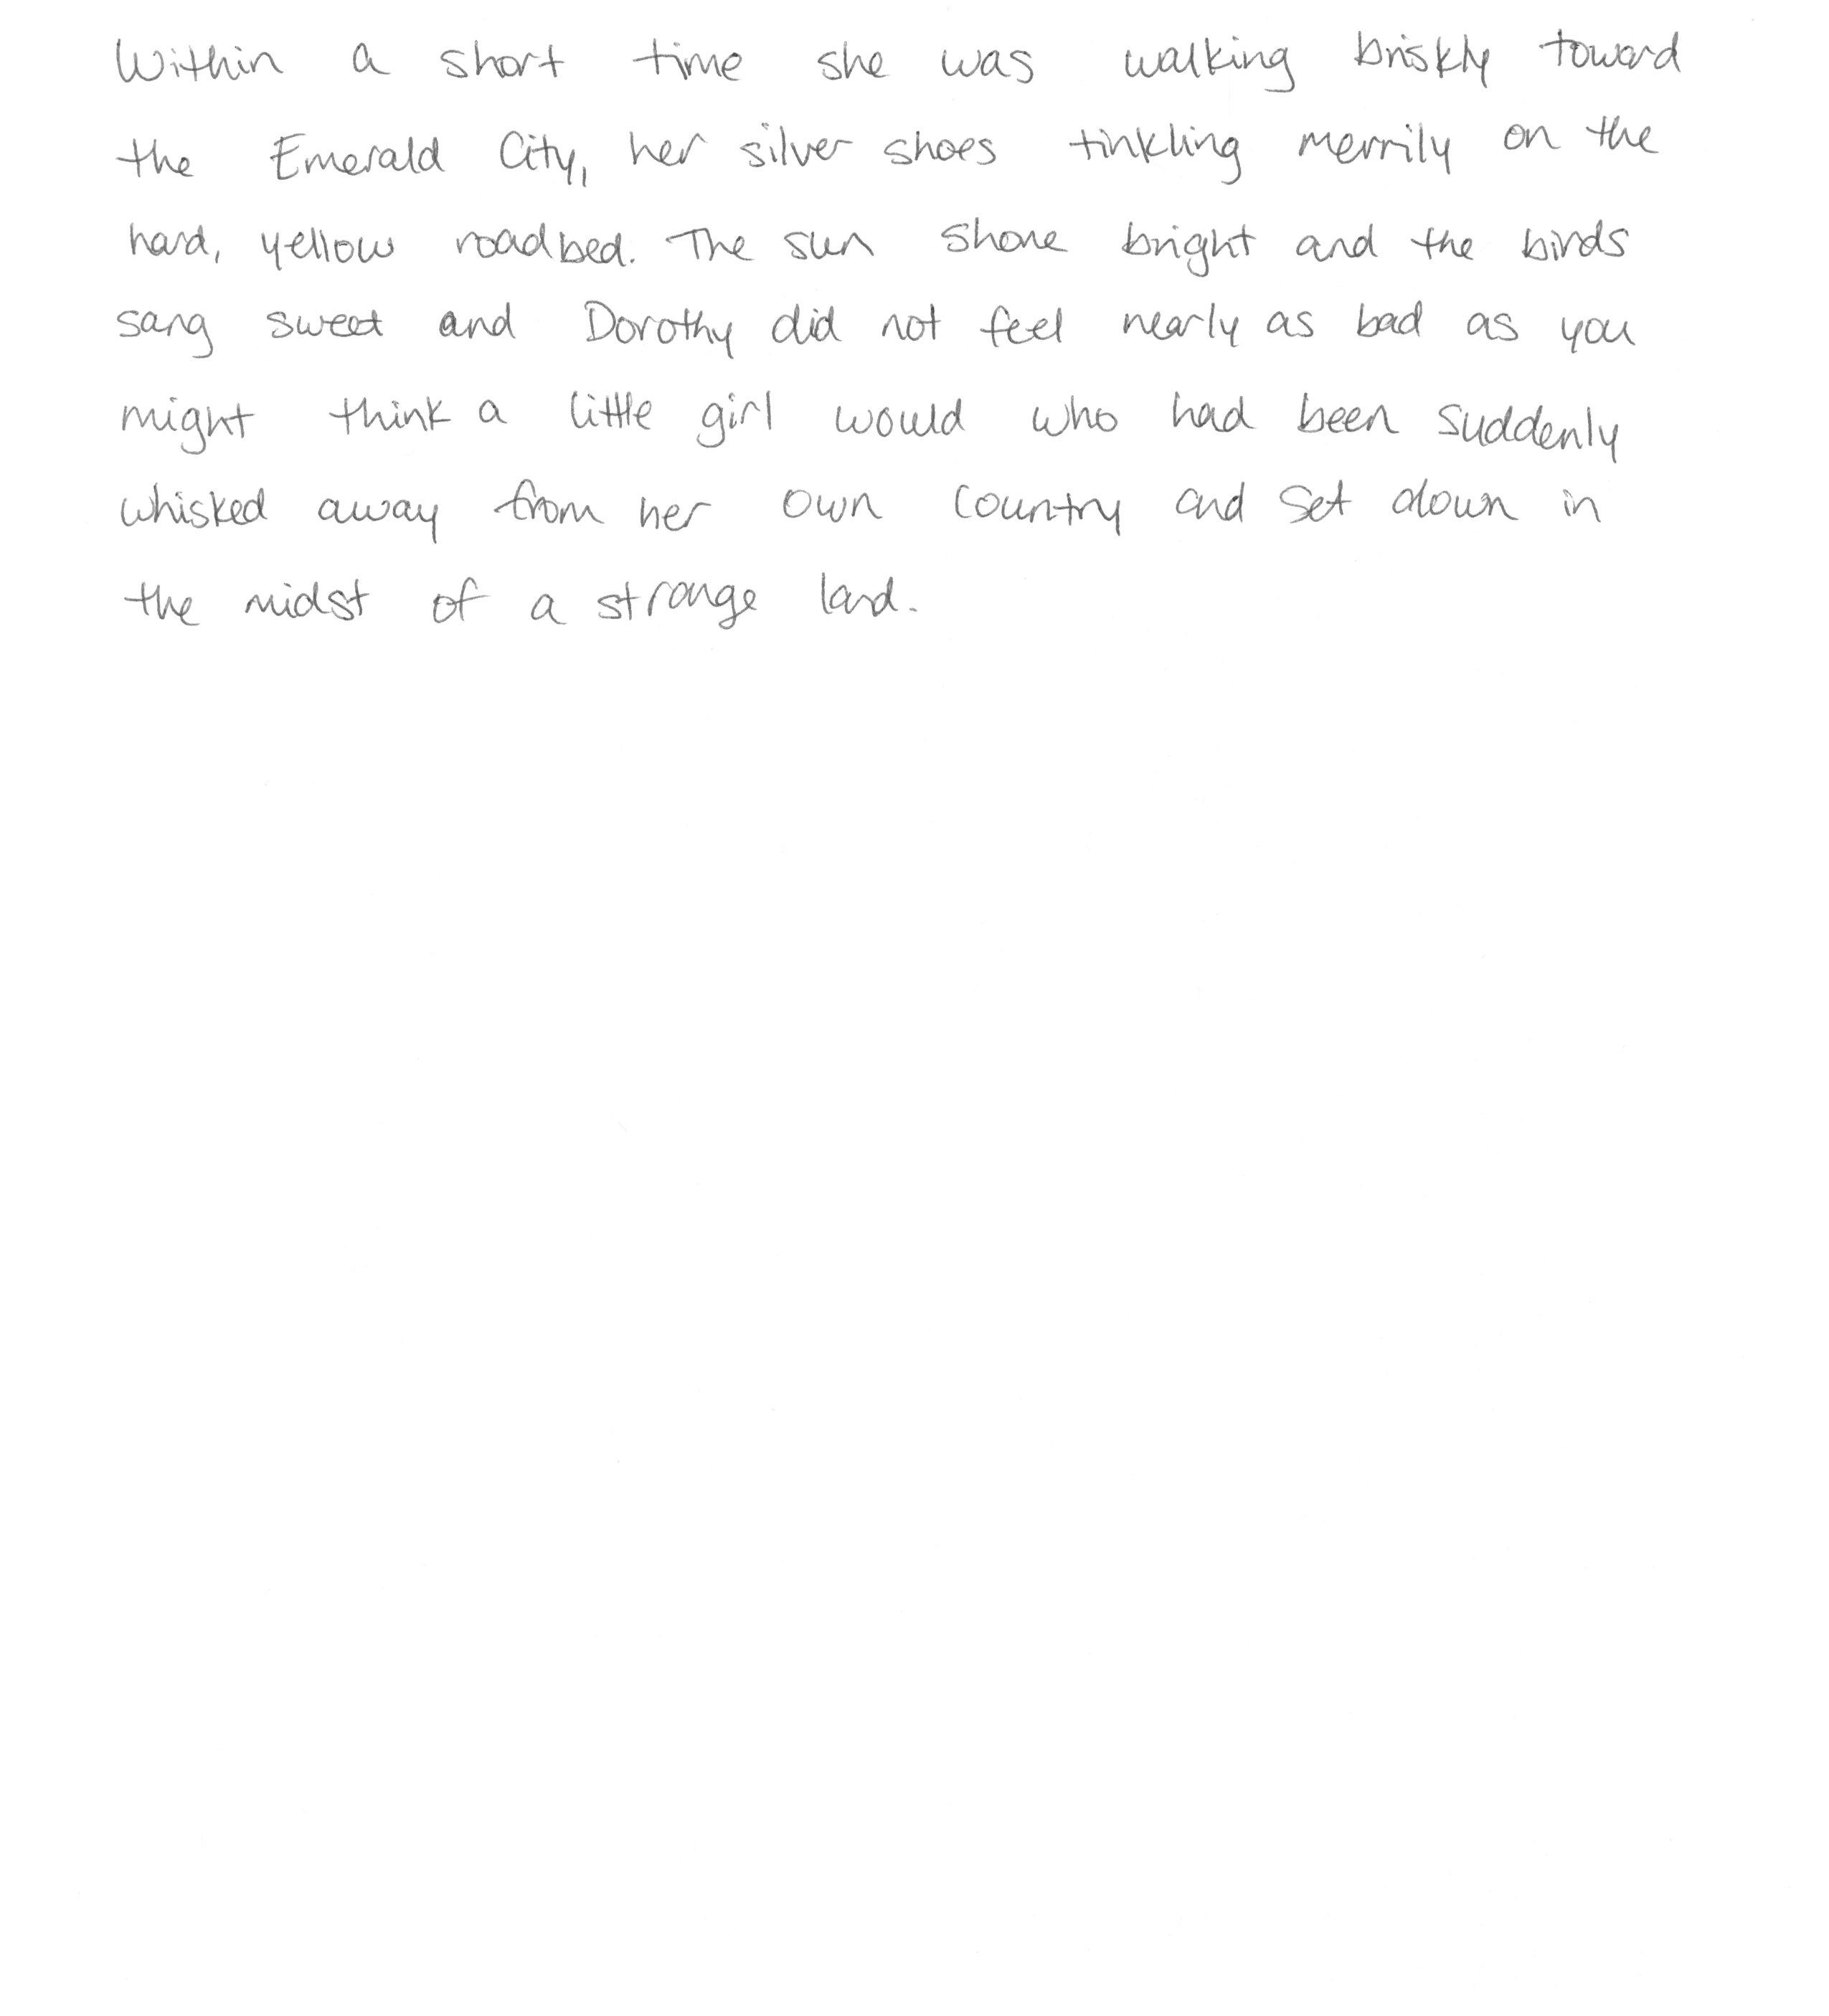 Within a short time she was walking briskly toward
the Emerald City, her silver shoes tinkling merrily on the
hard, yellow roadbed. The sun shone bright and the birds
sang sweet and Dorothy did not feel nearly as bad as you
might think a little girl would who had been suddenly
whisked away from her own country and set down in
the midst of a strange land.